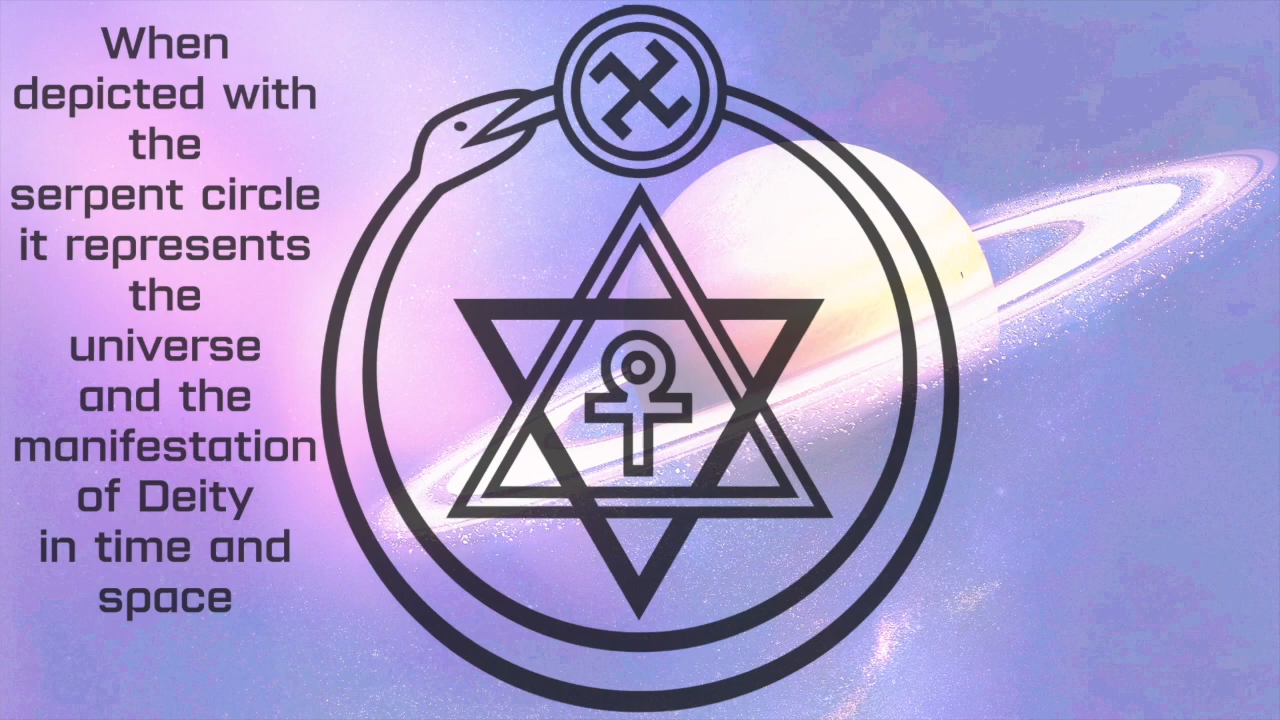 When
depicted with
the
serpent circle
it represents
the
universe
and the
manifestation
of Deity
in time and
space